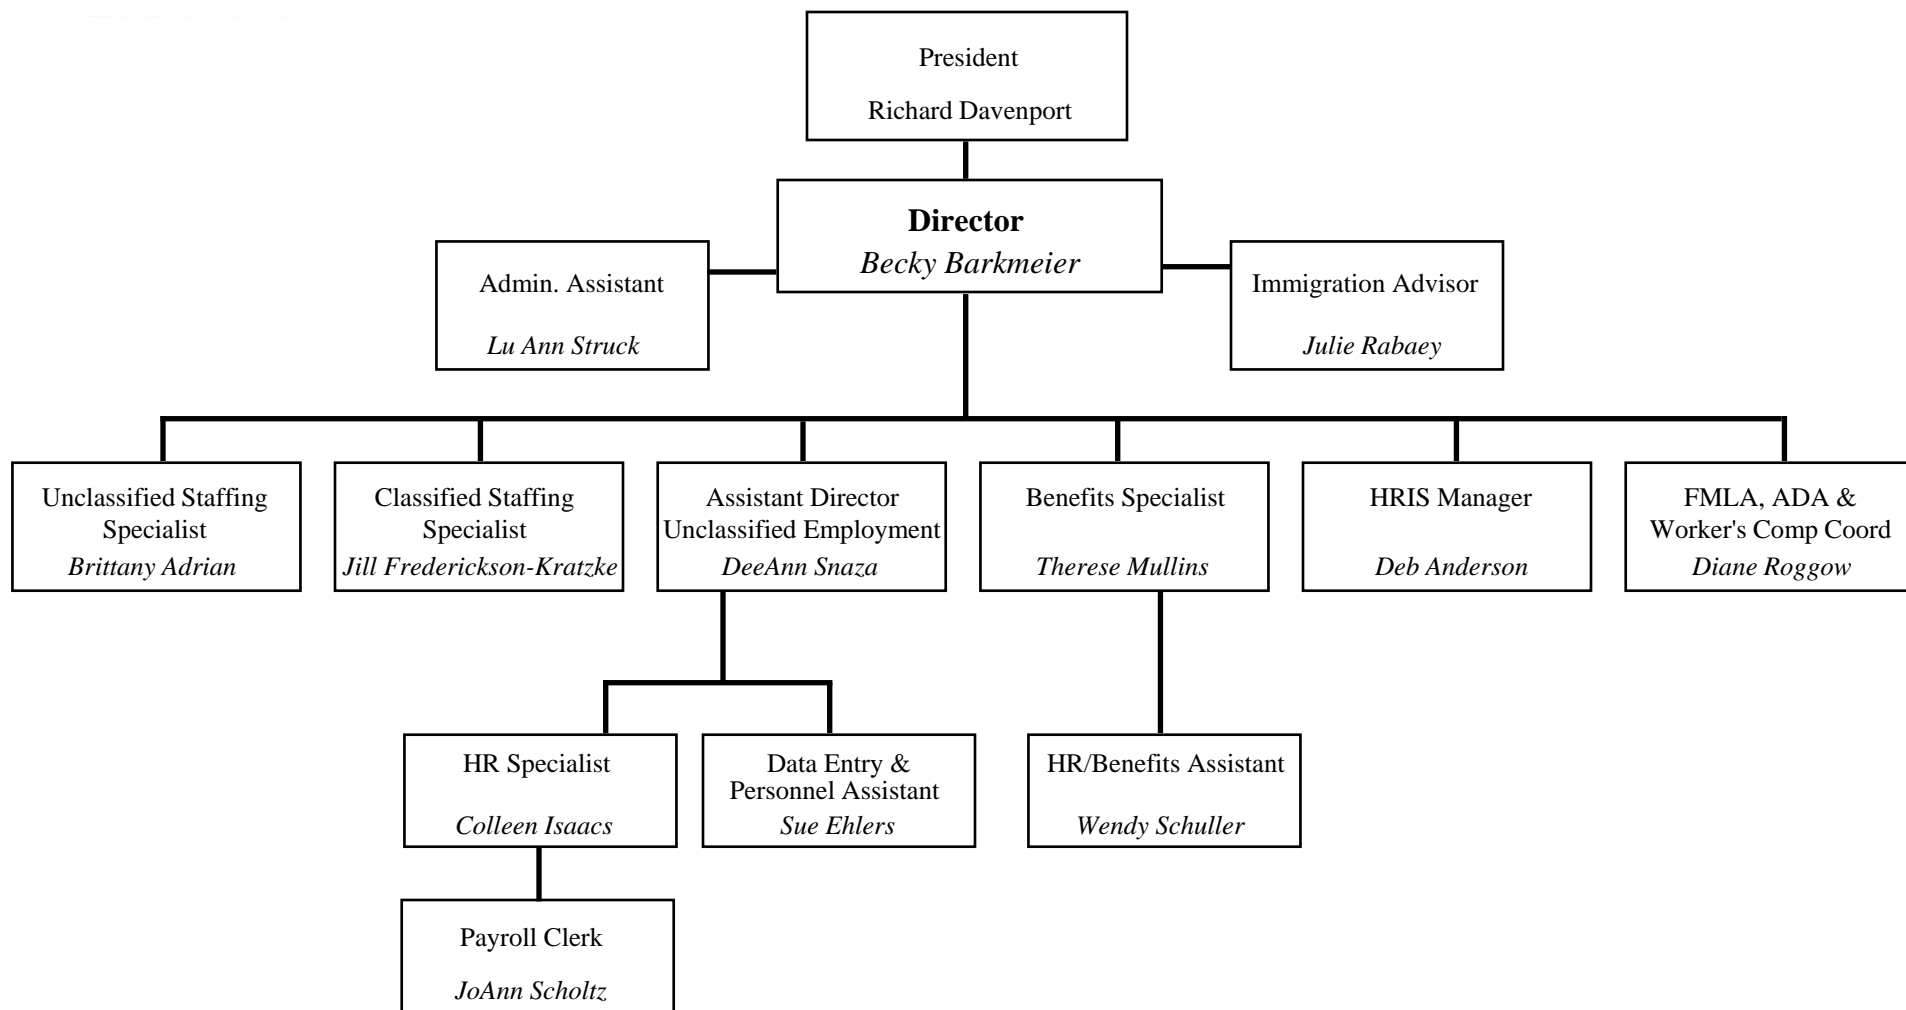 President
Richard Davenport
Director
Becky Barkmeier
Admin. Assistant
Lu Ann Struck
Immigration Advisor
Julie Rabaey
Unclassified Staffing
Specialist
Brittany Adrian
Classified Staffing
Specialist
Jill Frederickson-Kratzke
Assistant Director
Unclassified Employment
DeeAnn Snaza
Benefits Specialist
Therese Mullins
HRIS Manager
Deb Anderson
FMLA, ADA &
Worker's Comp Coord
Diane Roggow
HR Specialist
Colleen Isaacs
Data Entry &
Personnel Assistant
Sue Ehlers
HR/Benefits Assistant
Wendy Schuller
Payroll Clerk
JoAnn Scholtz